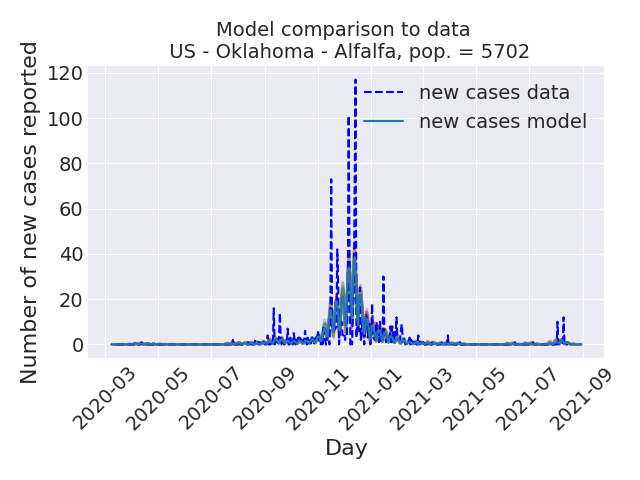 Model comparison to data
US - Oklahoma - Alfalfa, pop. = 5702
Number of new cases reported
120
100
80
60
40
20
0
new cases data
new cases model
2020-03
2020-05
2020-07
2020-09
2020-11
2021-01
2021-03
2021-05
2021-07
2021-09
Day